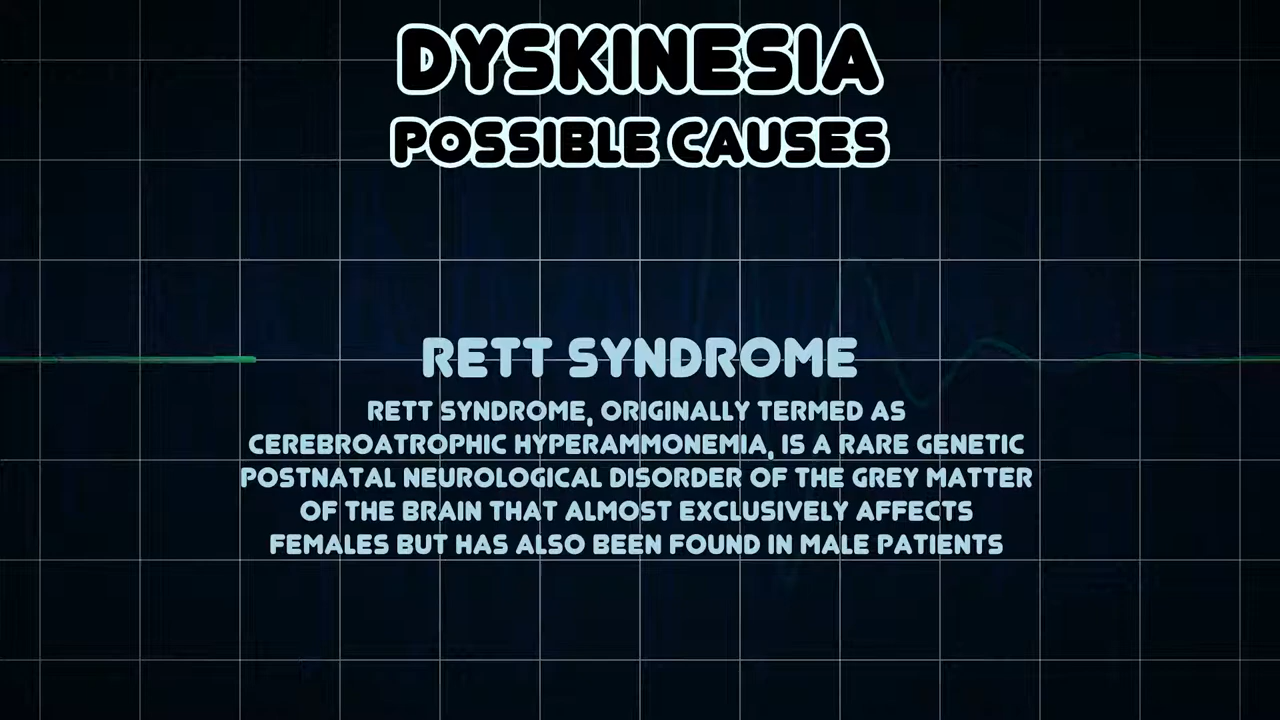 DYSKINESIA
POSSIBLE CAUSES
RETT SYNDROME
RETT SYNDROME, ORIGINALLY TERMED AS
CEREBROATROPHIC HYPERAMMONEMIA, IS A RARE GENETIC
POSTNATAL NEUROLOGICAL DISORDER OF THE GREY MATTER
OF THE BRAIN THAT ALMOST EXCLUSIVELY AFFECTS
FEMALES BUT HAS ALSO BEEN FOUND IN MALE PATIENTS